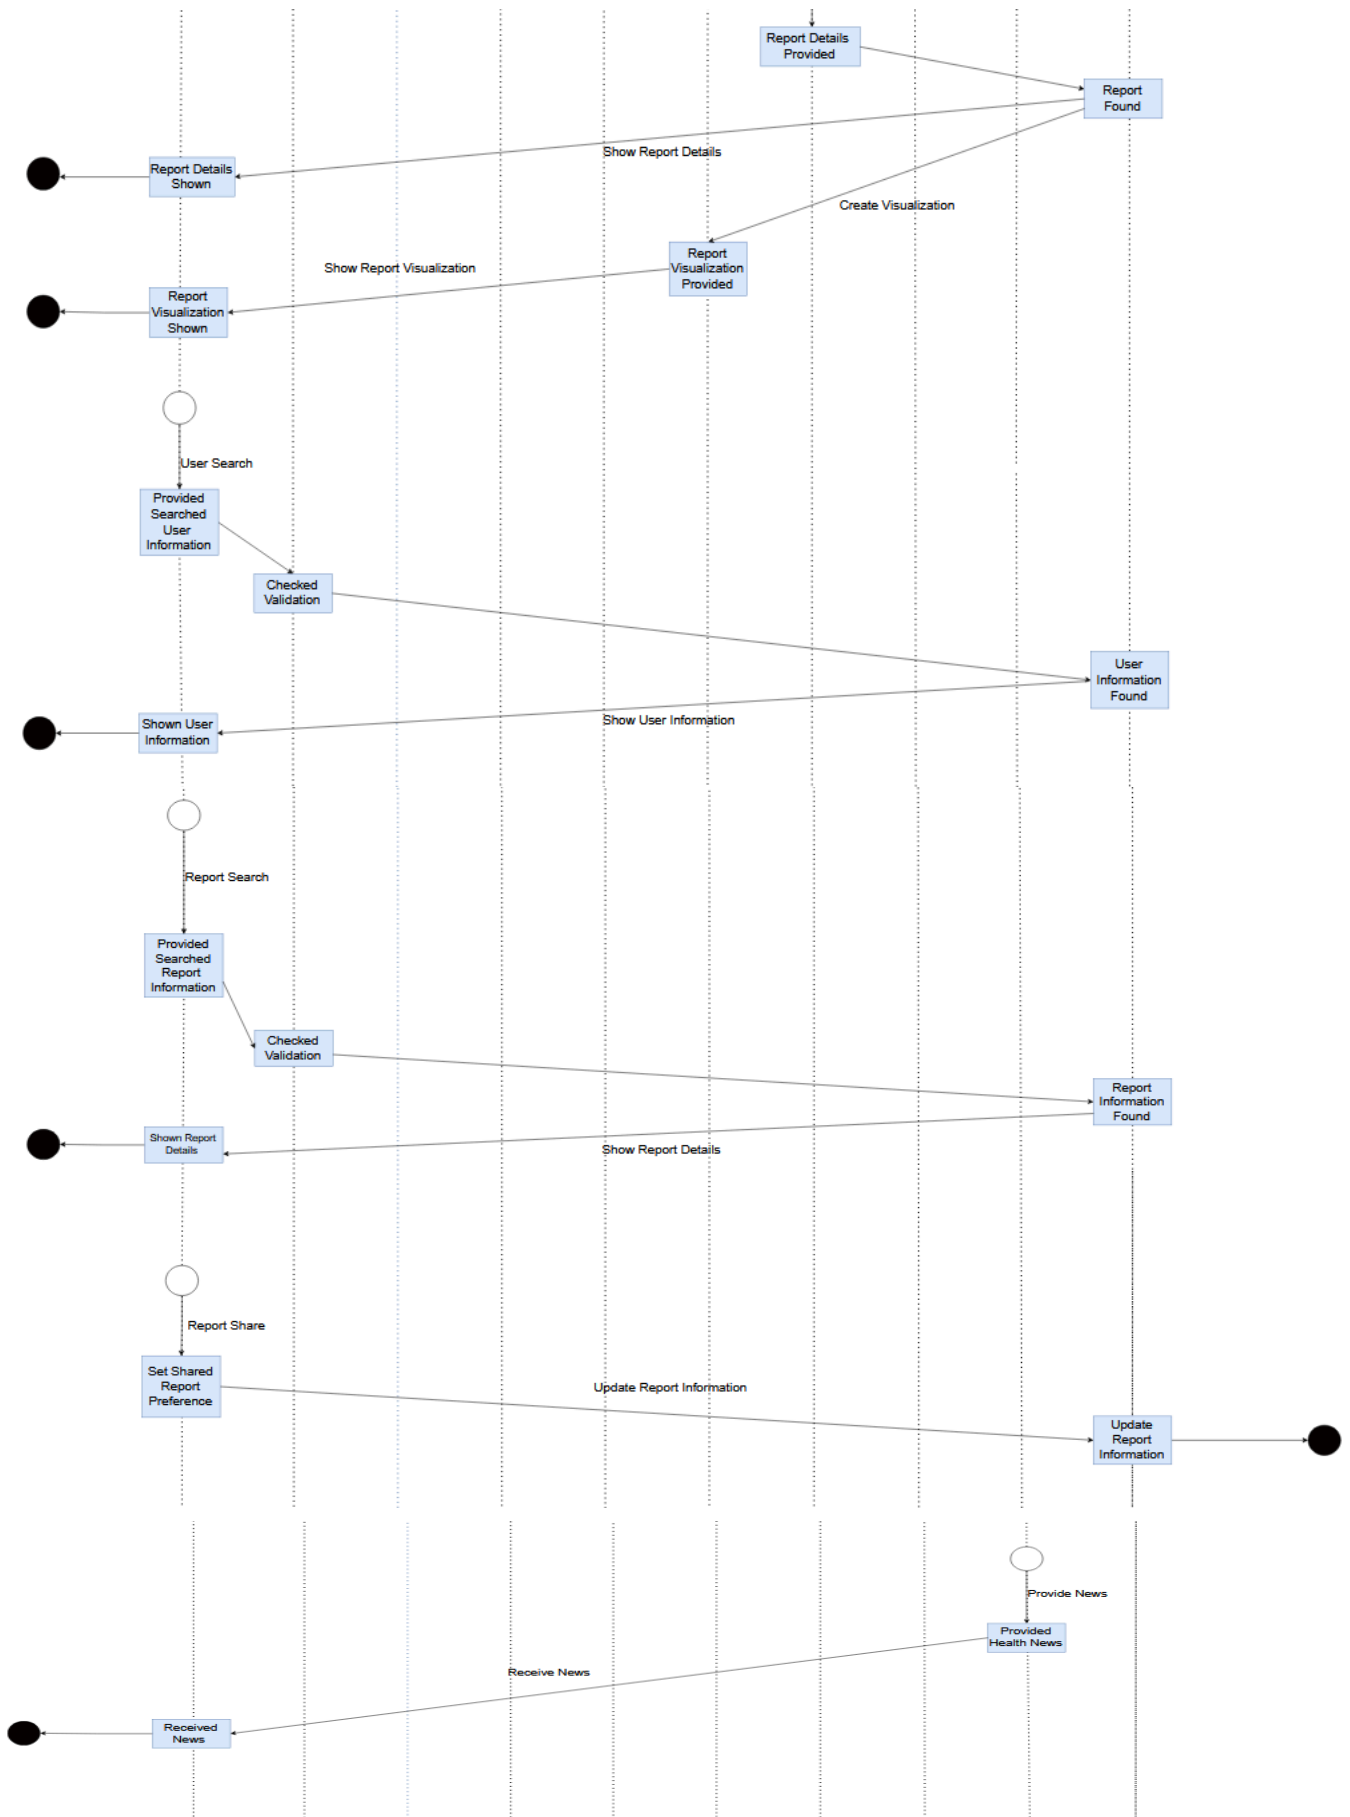 Report Details
Provided
Report
Found
Show Report Details
Report Details
Shown
Create Visualization
Report
Visualization
Provided
Show Report Visualization
Report
Visualization
Shown
User Search
Provided
Searched
User
Information
Checked
Validation
User
Information
Found
Show User Information
Shown User
Information
Report Search
Provided
Searched
Report
Information
Checked
Validation
Report
Information
Found
Shown Report
Details
Show Report Details
Report Share
Set Shared
Report
Preference
Update Report Information
Update
Report
Information
Provide News
Provided
Health News
Receive News
Received
News